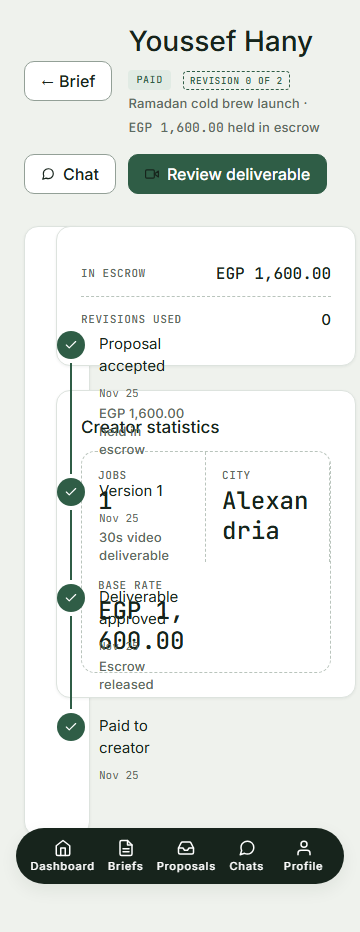 Youssef Hany
← Brief
PAID
REVISION 0 OF 2
Ramadan cold brew launch ·
EGP 1,600.00 held in escrow
Chat
Review deliverable
IN ESCROW
EGP 1,600.00
REVISIONS USED
0
Proposal
accepted
Nov 25
EGP 1,600.00
held in
escrow
Creator statistics
JOBS
1
CITY
Alexan
dria
Version 1
Nov 25
30s video
deliverable
BASE RATE
EGP 1,
600.00
Deliverable
approved
Nov 25
Escrow
released
Paid to
creator
Nov 25
Dashboard
Briefs
Proposals
Chats
Profile